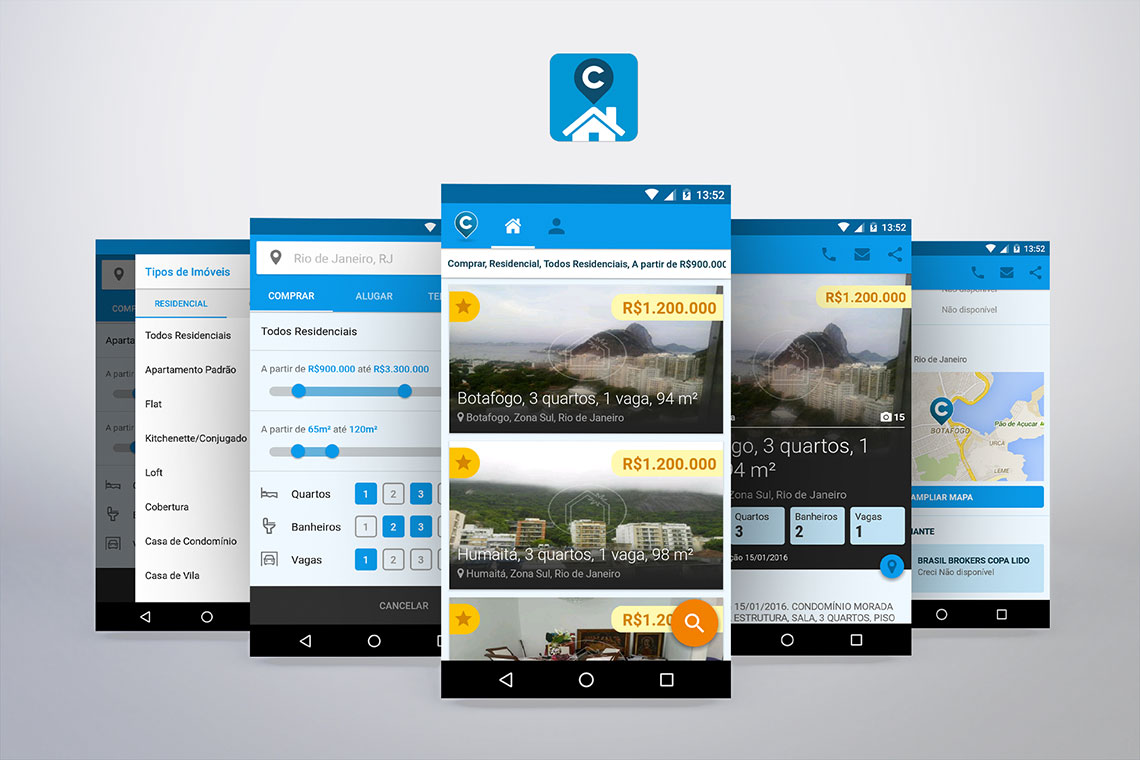 C
13:52
C
Comprar, Residencial, Todos Residenciais, A partir de R$900.000
R$1.200.000
Botafogo, 3 quartos, 1 vaga, 94 m²
Botafogo, Zona Sul, Rio de Janeiro
R$1.200.000
Humaitá, 3 quartos, 1 vaga, 98 m²
Humaitá, Zona Sul, Rio de Janeiro
R$1.20
Rio de Janeiro, RJ
COMPRAR
ALUGAR
TE
Todos Residenciais
A partir de R$900.000 até R$3.300.000
A partir de 65m² até 120m²
Quartos 1 2 3
Banheiros 1 2 3
Vagas 1 2 3
CANCELAR
COMP
Aparta
A parti
A parti
Tipos de Imóveis
RESIDENCIAL
Todos Residenciais
Apartamento Padrão
Flat
Kitchenette/Conjugado
Loft
Cobertura
Casa de Condomínio
Casa de Vila
13:52
R$1.200.000
15
go, 3 quartos, 1
94 m²
Zona Sul, Rio de Janeiro
Quartos
3
Banheiros
2
Vagas
1
ção 15/01/2016
15/01/2016. CONDOMÍNIO MORADA
ESTRUTURA, SALA, 3 QUARTOS, PISO
13:52
Não disponível
Não disponível
Rio de Janeiro
C
BOTAFOGO
Pão de Açucar
URCA
LEME
AMPLIAR MAPA
IANTE
BRASIL BROKERS COPA LIDO
Creci Não disponível